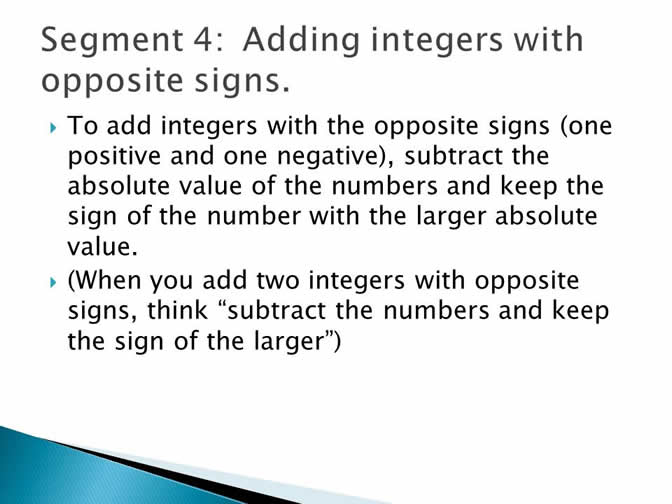 Segment 4:  Adding integers with
opposite signs.
To add integers with the opposite signs (one
positive and one negative), subtract the
absolute value of the numbers and keep the
sign of the number with the larger absolute
value.
(When you add two integers with opposite
signs, think “subtract the numbers and keep
the sign of the larger”)